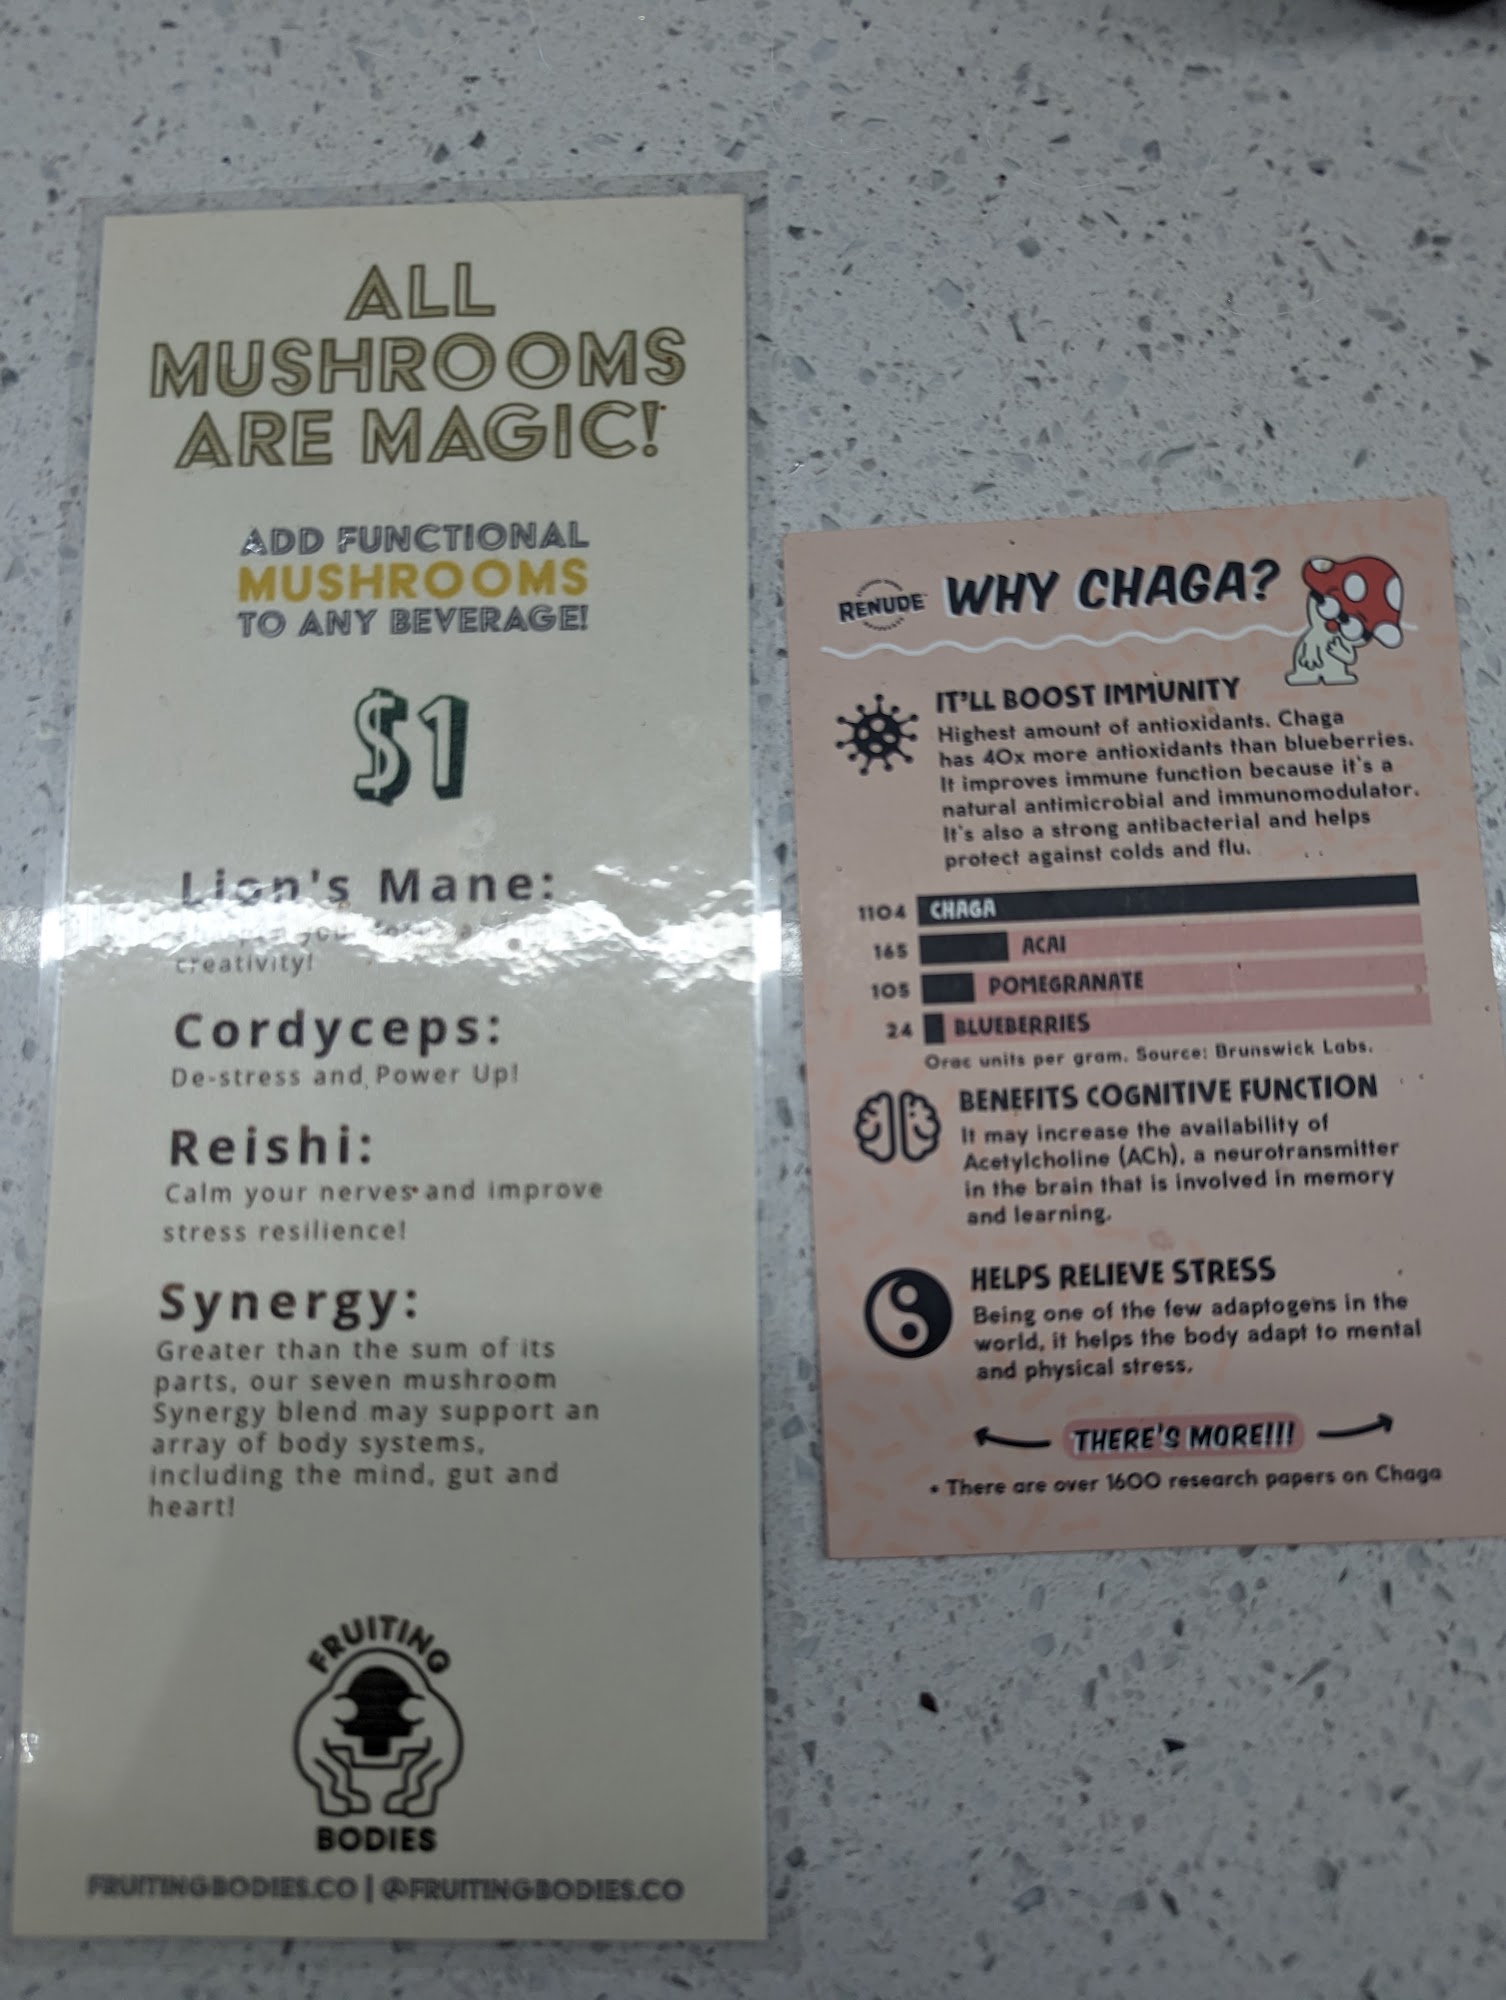 ALL
MUSHROOMS
ARE MAGIC!
ADD FUNCTIONAL
MUSHROOMS
TO ANY BEVERAGE!
$1
Lion's Mane:
your
creativity!
Cordyceps:
De-stress and Power Up!
Reishi:
Calm your nerves and improve
stress resilience!
Synergy:
Greater than the sum of its
parts, our seven mushroom
Synergy blend may support an
array of body systems,
including the mind, gut and
heart!
FRUITING
BODIES
FRUITINGBODIES.CO | @FRUITINGBODIES.CO
RENUDE
WHY CHAGA?
IT'LL BOOST IMMUNITY
Highest amount of antioxidants. Chaga
has 40x more antioxidants than blueberries.
It improves immune function because it's a
natural antimicrobial and immunomodulator.
It's also a strong antibacterial and helps
protect against colds and flu.
1104 CHAGA
165 ACAI
105 POMEGRANATE
24 BLUEBERRIES
Orac units per gram. Source: Brunswick Labs.
BENEFITS COGNITIVE FUNCTION
It may increase the availability of
Acetylcholine (ACh), a neurotransmitter
in the brain that is involved in memory
and learning.
HELPS RELIEVE STRESS
Being one of the few adaptogens in the
world, it helps the body adapt to mental
and physical stress.
THERE'S MORE!!!
• There are over 1600 research papers on Chaga